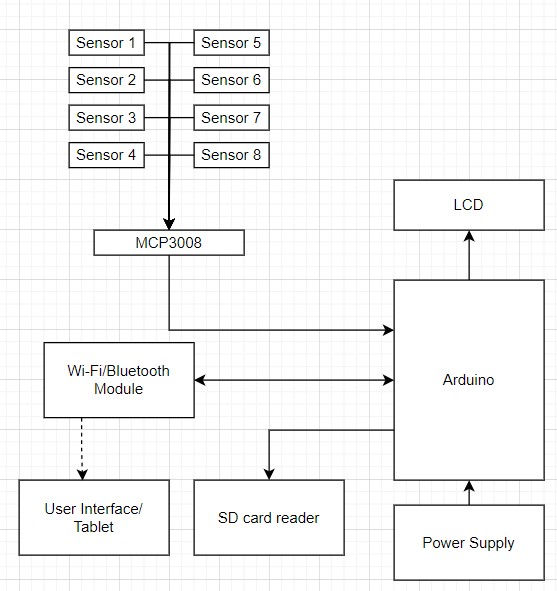 Sensor 1
Sensor 5
Sensor 2
Sensor 6
Sensor 3
Sensor 7
Sensor 4
Sensor 8
LCD
MCP3008
Wi-Fi/Bluetooth
Module
Arduino
User Interface/
Tablet
SD card reader
Power Supply